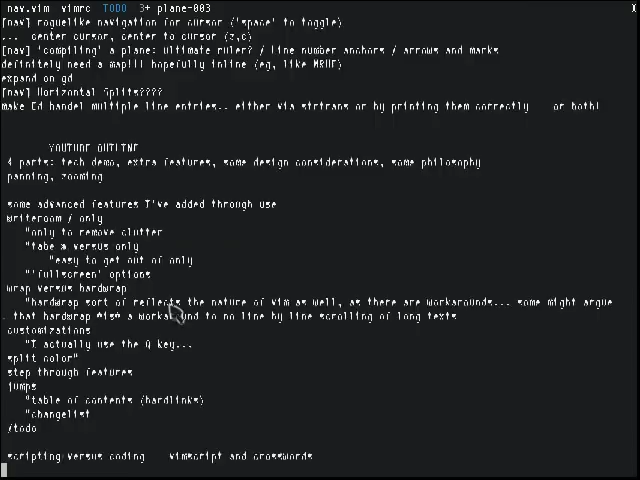 nav.vim  vimrc  TODO  3+ plane-003  X
[nav] roguelike navigation for cursor ('space' to toggle)
... center cursor, center to cursor (z,c)
[nav] 'compiling' a plane: ultimate ruler? / line number anchors / arrows and marks
definitely need a map!!! hopefully inline (eg, like MRUF)
expand on gd
[nav] Horizontal Splits????
make Ed handel multiple line entries.. either via strtrans or by printing them correctly   or both!
YOUTUBE OUTLINE
4 parts: tech demo, extra features, some design considerations, some philosophy
panning, zooming
some advanced features I've added through use
writeroom / only
"only to remove clutter
"tabe % versus only
"easy to get out of only
"'fullscreen' options
wrap versus hardwrap
"hardwrap sort of reflects the nature of vim as well, as there are workarounds... some might argue
. that hardwrap *is* a workaround to no line by line scrolling of long texts
customizations
"I actually use the Q key...
split color"
step through features
jumps
"table of contents (hardlinks)
"changelist
/todo
scripting versus coding    vimscript and crosswords